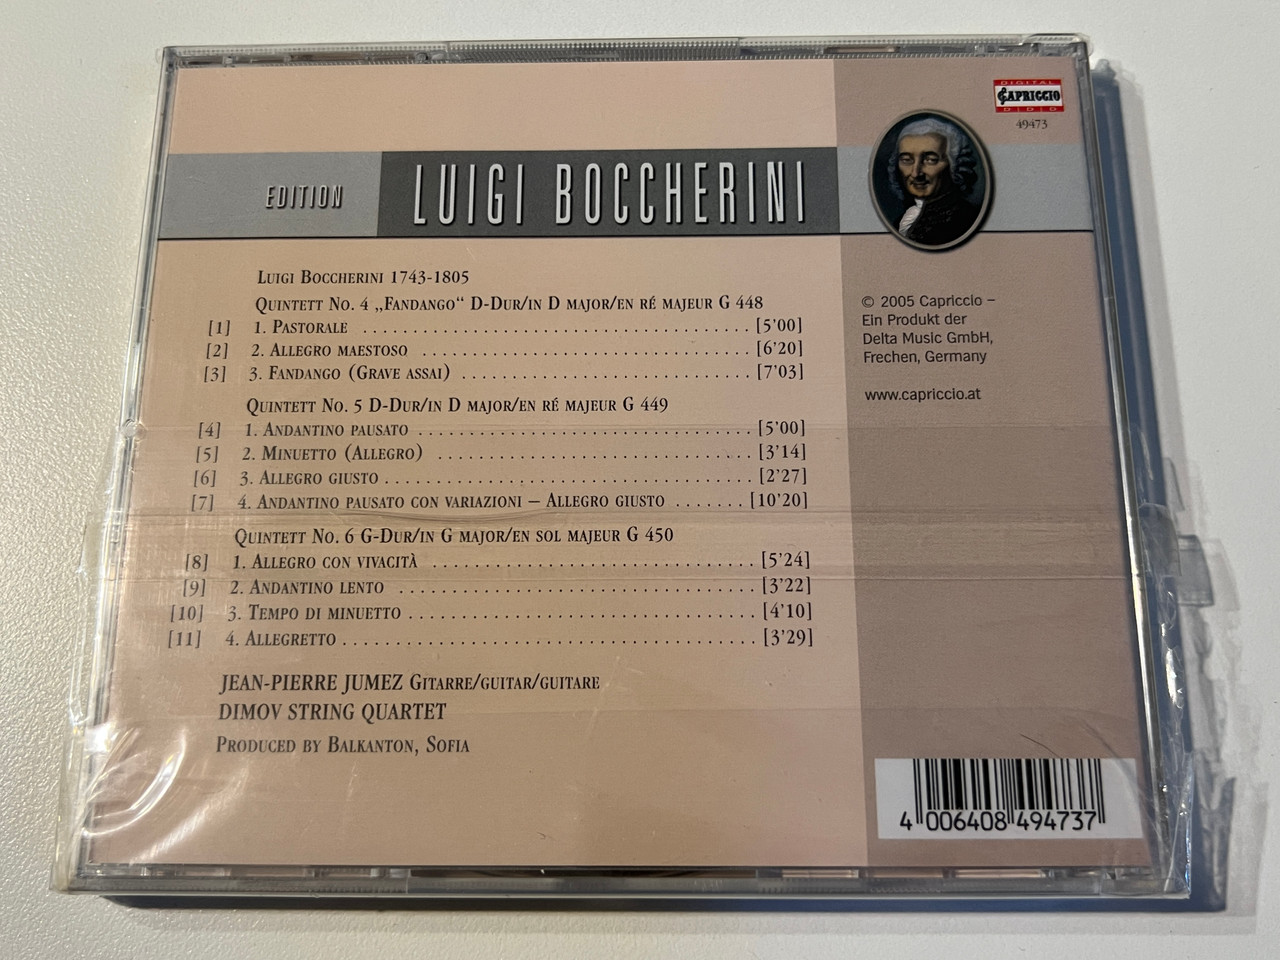 DIGITAL
CAPRICCIO
DDD
49473
EDITION LUIGI BOCCHERINI
LUIGI BOCCHERINI 1743-1805
QUINTETT NO. 4 „FANDANGO“ D-DUR/IN D MAJOR/EN RÉ MAJEUR G 448
[1] 1. PASTORALE ........................................ [5'00]
[2] 2. ALLEGRO MAESTOSO ................................. [6'20]
[3] 3. FANDANGO (GRAVE ASSAI) ............................. [7'03]
QUINTETT NO. 5 D-DUR/IN D MAJOR/EN RÉ MAJEUR G 449
[4] 1. ANDANTINO PAUSATO ................................. [5'00]
[5] 2. MINUETTO (ALLEGRO) ............................... [3'14]
[6] 3. ALLEGRO GIUSTO ..................................... [2'27]
[7] 4. ANDANTINO PAUSATO CON VARIAZIONI – ALLEGRO GIUSTO ....... [10'20]
QUINTETT NO. 6 G-DUR/IN G MAJOR/EN SOL MAJEUR G 450
[8] 1. ALLEGRO CON VIVACITÀ ................................ [5'24]
[9] 2. ANDANTINO LENTO ................................... [3'22]
[10] 3. TEMPO DI MINUETTO .................................. [4'10]
[11] 4. ALLEGRETTO ......................................... [3'29]
JEAN-PIERRE JUMEZ GITARRE/GUITAR/GUITARE
DIMOV STRING QUARTET
PRODUCED BY BALKANTON, SOFIA
© 2005 Capriccio –
Ein Produkt der
Delta Music GmbH,
Frechen, Germany
www.capriccio.at
4 006408 494737